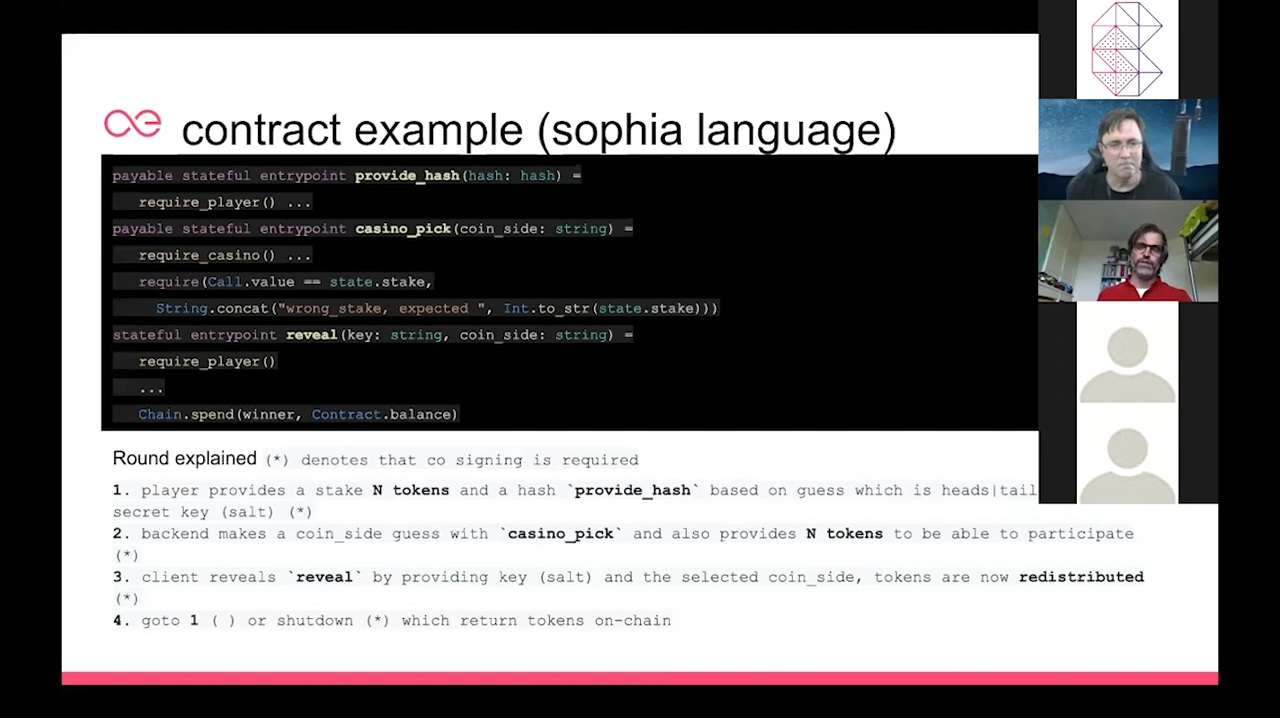 contract example (sophia language)
payable stateful entrypoint provide_hash(hash: hash) =
require_player() ...
payable stateful entrypoint casino_pick(coin_side: string) =
require_casino() ...
require(Call.value == state.stake,
String.concat("wrong_stake, expected ", Int.to_str(state.stake)))
stateful entrypoint reveal(key: string, coin_side: string) =
require_player()
...
Chain.spend(winner, Contract.balance)
Round explained (*) denotes that co signing is required
1. player provides a stake N tokens and a hash `provide_hash` based on guess which is heads|tail
secret key (salt) (*)
2. backend makes a coin_side guess with `casino_pick` and also provides N tokens to be able to participate
(*)
3. client reveals `reveal` by providing key (salt) and the selected coin_side, tokens are now redistributed
(*)
4. goto 1 ( ) or shutdown (*) which return tokens on-chain